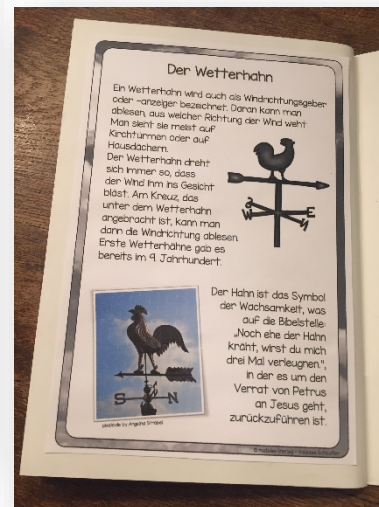 Der Wetterhahn
Ein Wetterhahn wird auch als Windrichtungsgeber
oder -anzeiger bezeichnet. Daran kann man
ablesen, aus welcher Richtung der Wind weht.
Man sieht sie meist auf
Kirchtürmen oder auf
Hausdächern.
Der Wetterhahn dreht
sich immer so, dass
der Wind ihm ins Gesicht
bläst. Am Kreuz, das
unter dem Wetterhahn
angebracht ist, kann man
dann die Windrichtung ablesen.
Erste Wetterhähne gab es
bereits im 9. Jahrhundert.
S
W E
N
Der Hahn ist das Symbol
der Wachsamkeit, was
auf die Bibelstelle
„Noch ehe der Hahn
kräht, wirst du mich
drei Mal verleugnen.",
in der es um den
Verrat von Petrus
an Jesus geht,
zurückzuführen ist.
S N
by Angelina